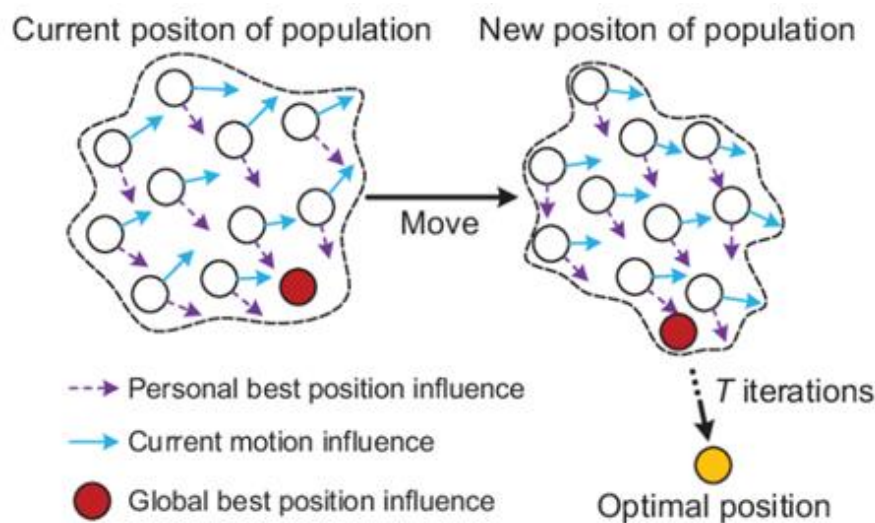 Current positon of population
New positon of population
Move
Personal best position influence
Current motion influence
Global best position influence
T iterations
Optimal position